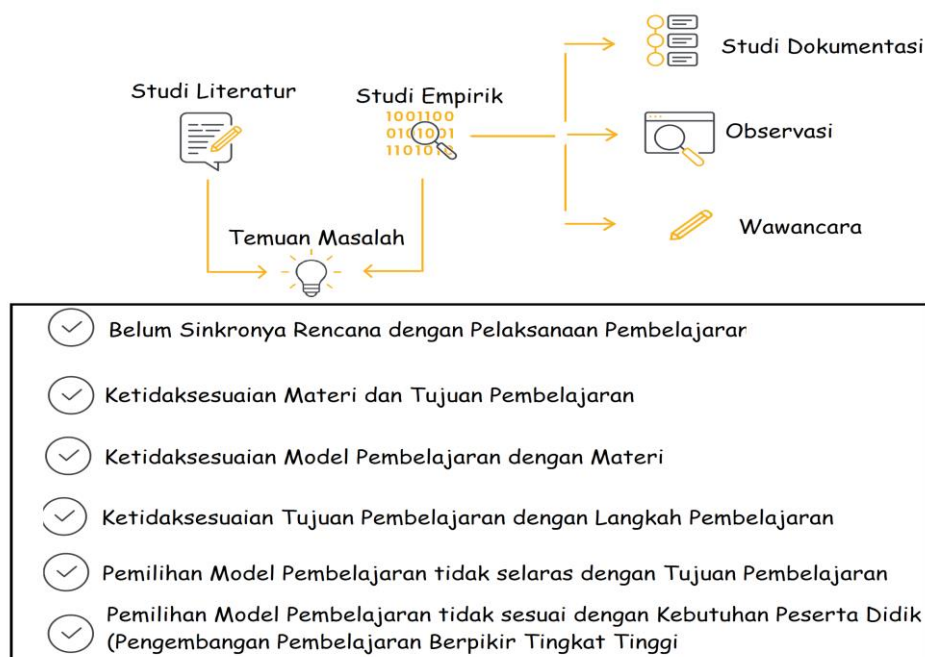 Studi Dokumentasi
Studi Literatur
Studi Empirik
1001100
0101001
1101010
Observasi
Wawancara
Temuan Masalah
Belum Sinkronya Rencana dengan Pelaksanaan Pembelajaran
Ketidaksesuaian Materi dan Tujuan Pembelajaran
Ketidaksesuaian Model Pembelajaran dengan Materi
Ketidaksesuaian Tujuan Pembelajaran dengan Langkah Pembelajaran
Pemilihan Model Pembelajaran tidak selaras dengan Tujuan Pembelajaran
Pemilihan Model Pembelajaran tidak sesuai dengan Kebutuhan Peserta Didik
(Pengembangan Pembelajaran Berpikir Tingkat Tinggi